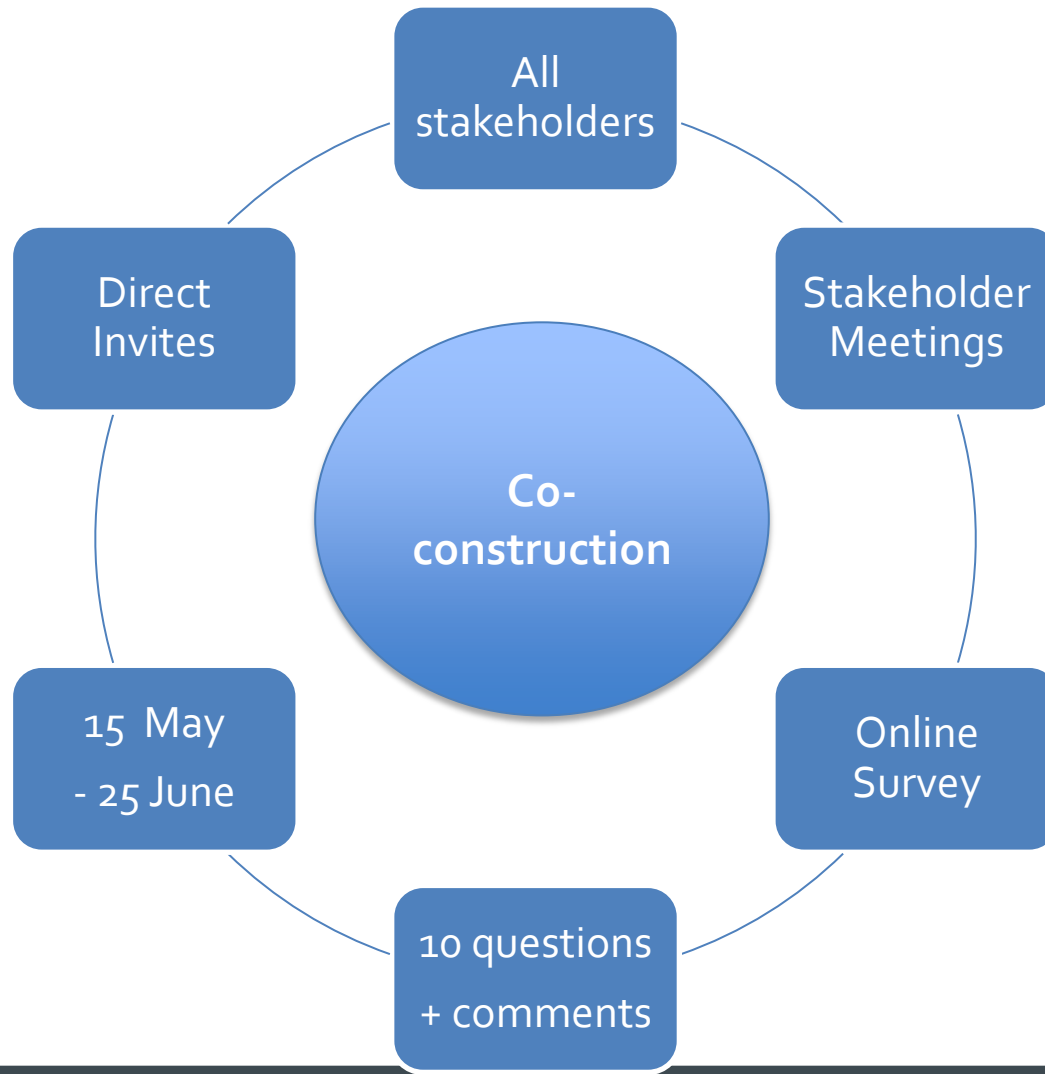 All
stakeholders
Stakeholder
Meetings
Online
Survey
10 questions
+ comments
15 May
- 25 June
Direct
Invites
Co-
construction